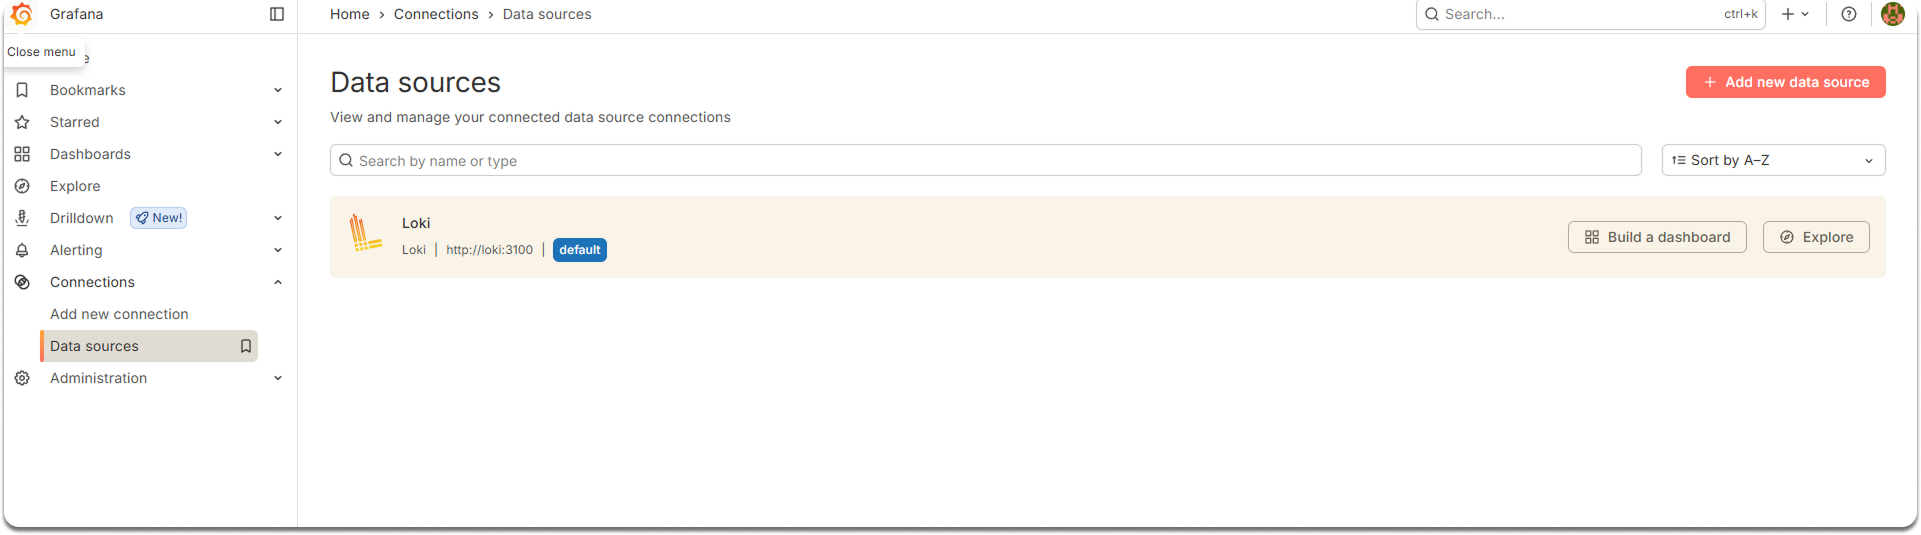 Grafana
Home › Connections › Data sources
Search...
ctrl+k
Close menu
Bookmarks
Starred
Dashboards
Explore
Drilldown
New!
Alerting
Connections
Add new connection
Data sources
Administration
Data sources
Add new data source
View and manage your connected data source connections
Search by name or type
Sort by A–Z
Loki
Loki | http://loki:3100 | default
Build a dashboard
Explore